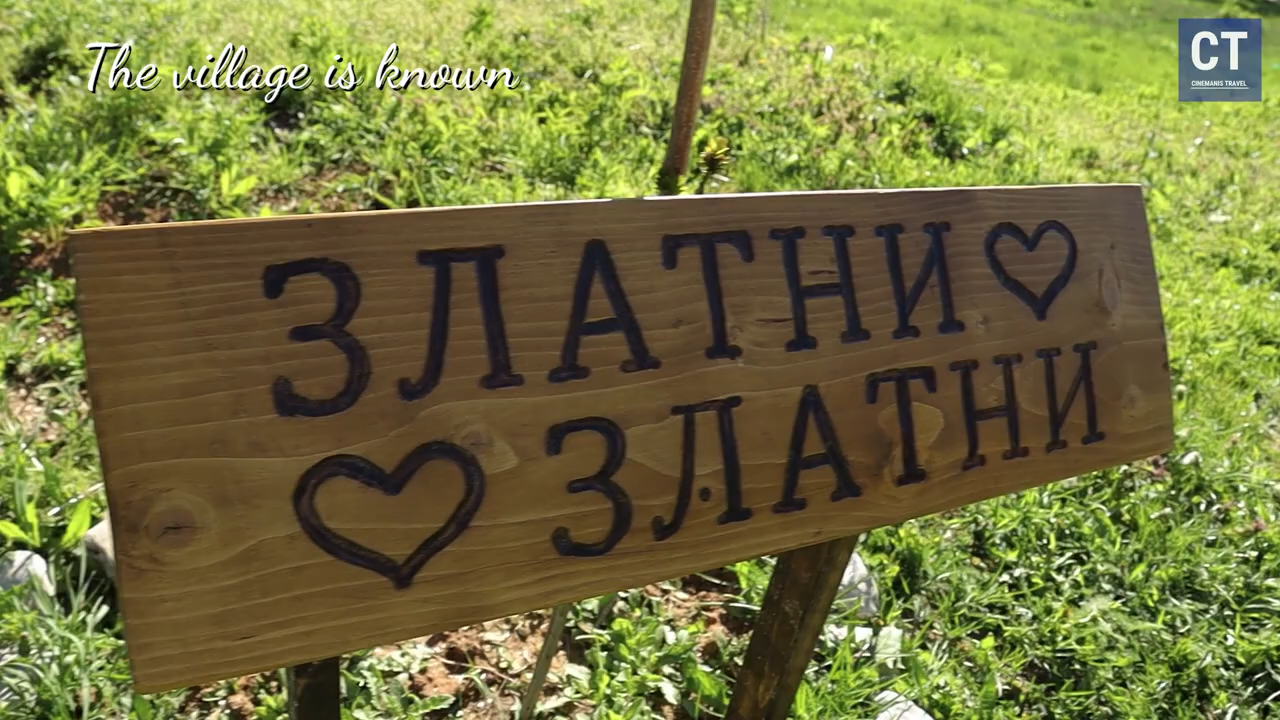 The village is known
CT
CINEMANIS TRAVEL
ЗЛАТНИ
ЗЛАТНИ